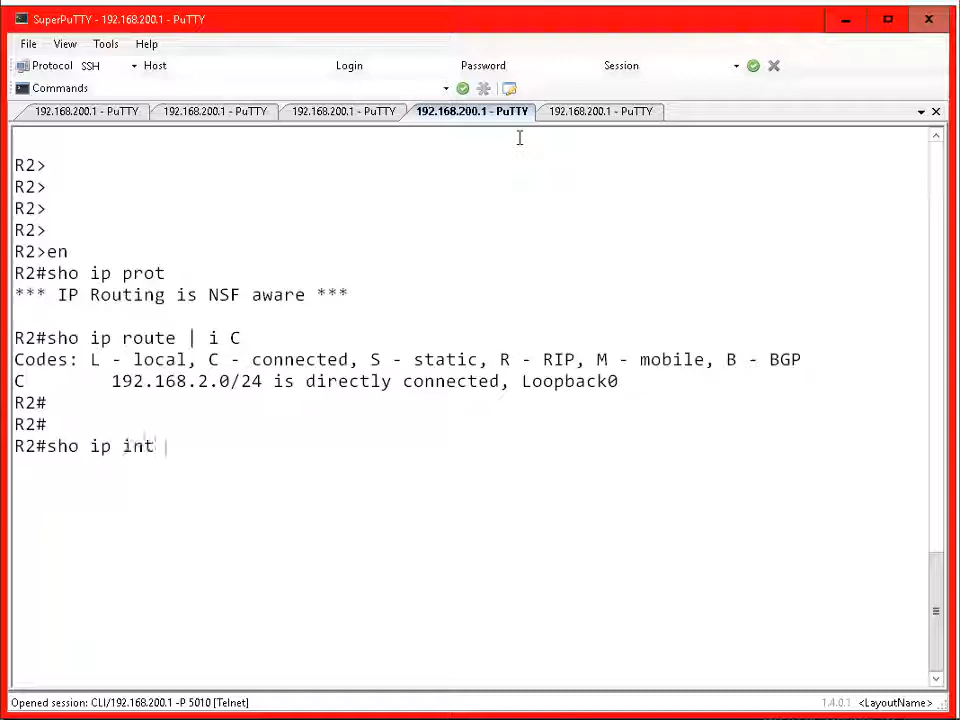 SuperPuTTY - 192.168.200.1 - PuTTY
File View Tools Help
Protocol SSH Host Login Password Session
Commands
192.168.200.1 - PuTTY 192.168.200.1 - PuTTY 192.168.200.1 - PuTTY 192.168.200.1 - PuTTY 192.168.200.1 - PuTTY
R2>
R2>
R2>
R2>
R2>en
R2#sho ip prot
*** IP Routing is NSF aware ***
R2#sho ip route | i C
Codes: L - local, C - connected, S - static, R - RIP, M - mobile, B - BGP
C        192.168.2.0/24 is directly connected, Loopback0
R2#
R2#
R2#sho ip int
Opened session: CLI/192.168.200.1 -P 5010 [Telnet] 1.4.0.1 <LayoutName>